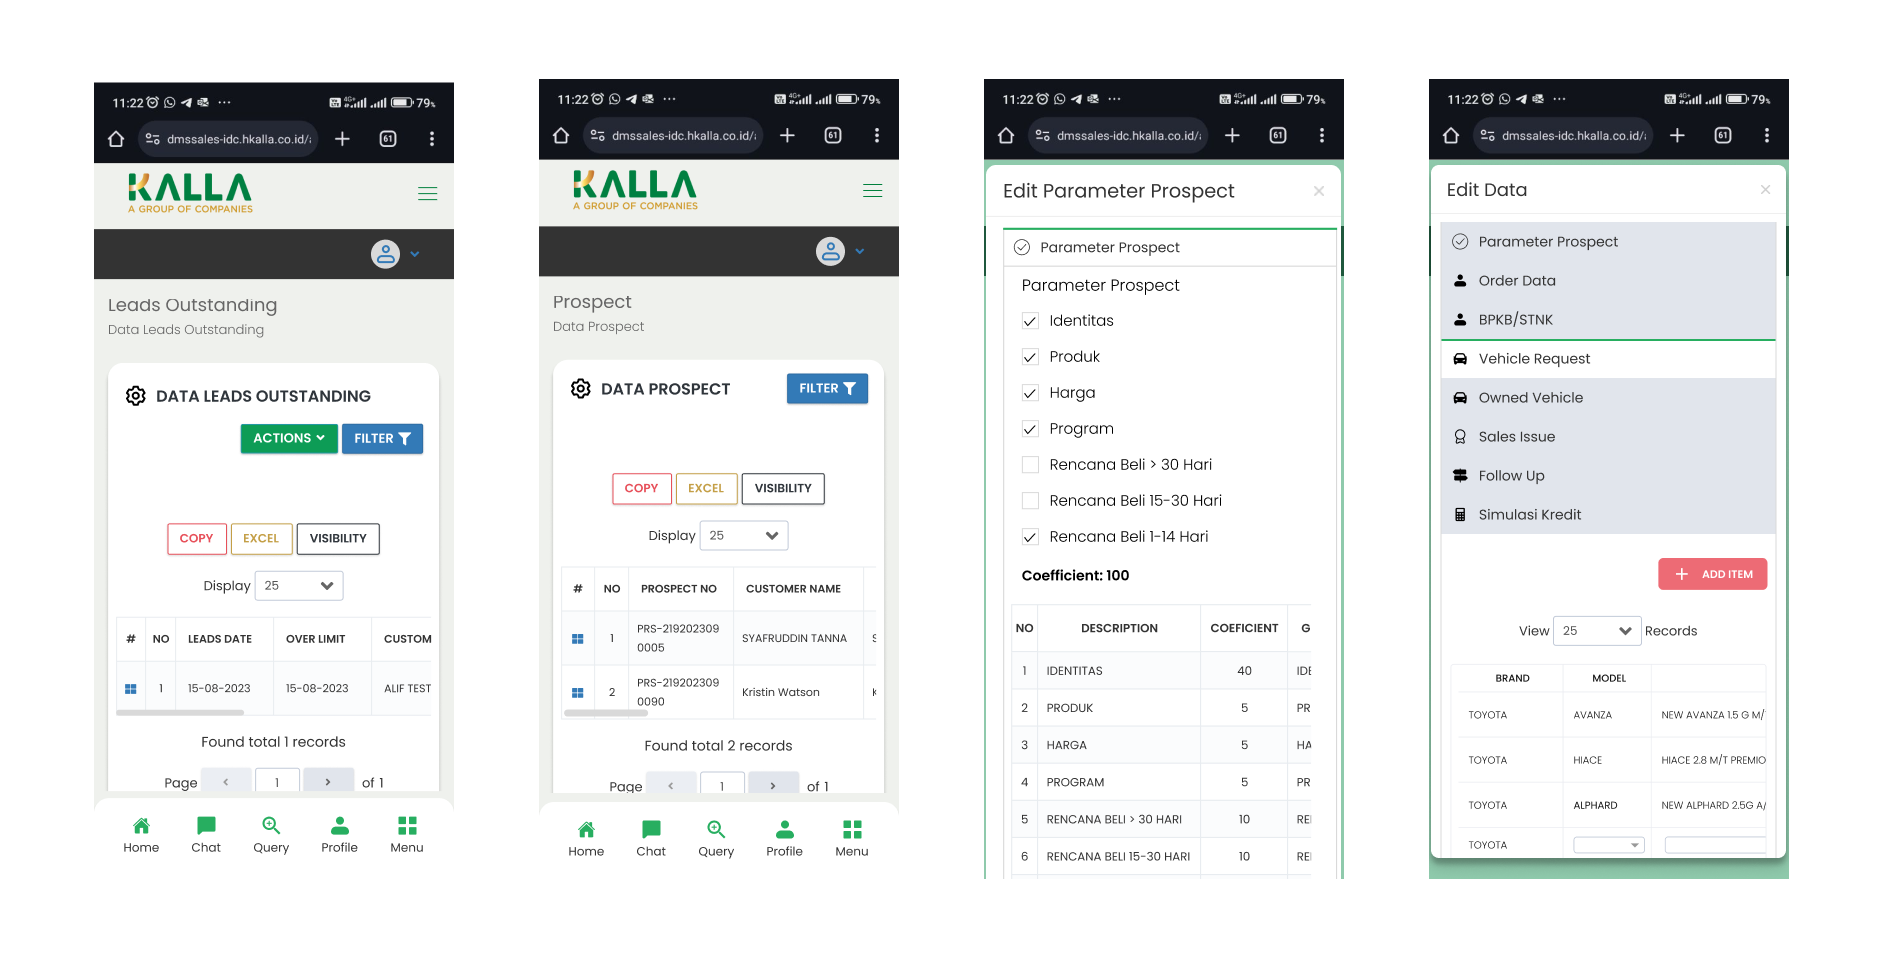 11:22
79%
dmssales-idc.hkalla.co.id/
61
KALLA
A GROUP OF COMPANIES
Leads Outstanding
Data Leads Outstanding
DATA LEADS OUTSTANDING
ACTIONS
FILTER
COPY
EXCEL
VISIBILITY
Display 25
# NO LEADS DATE OVER LIMIT CUSTOM
1 15-08-2023 15-08-2023 ALIF TEST
Found total 1 records
Page < 1 > of 1
Home Chat Query Profile Menu
11:22
4G+
79%
dmssales-idc.hkalla.co.id/
61
KALLA
A GROUP OF COMPANIES
Prospect
Data Prospect
DATA PROSPECT
FILTER
COPY
EXCEL
VISIBILITY
Display 25
# NO PROSPECT NO CUSTOMER NAME
1 PRS-219202309 SYAFRUDDIN TANNA S
0005
2 PRS-219202309 Kristin Watson K
0090
Found total 2 records
Page < 1 > of 1
Home Chat Query Profile Menu
11:22
4G+
79%
dmssales-idc.hkalla.co.id/
61
Edit Parameter Prospect ×
Parameter Prospect
Parameter Prospect
Identitas
Produk
Harga
Program
Rencana Beli > 30 Hari
Rencana Beli 15-30 Hari
Rencana Beli 1-14 Hari
Coefficient: 100
NO DESCRIPTION COEFICIENT G
1 IDENTITAS 40 IDE
2 PRODUK 5 PR
3 HARGA 5 HA
4 PROGRAM 5 PR
5 RENCANA BELI > 30 HARI 10 REI
6 RENCANA BELI 15-30 HARI 10 REI
11:22
4G+
79%
dmssales-idc.hkalla.co.id/
61
Edit Data ×
Parameter Prospect
Order Data
BPKB/STNK
Vehicle Request
Owned Vehicle
Sales Issue
Follow Up
Simulasi Kredit
+ ADD ITEM
View 25 Records
BRAND MODEL
TOYOTA AVANZA NEW AVANZA 1.5 G M/
TOYOTA HIACE HIACE 2.8 M/T PREMIO
TOYOTA ALPHARD NEW ALPHARD 2.5G A/
TOYOTA